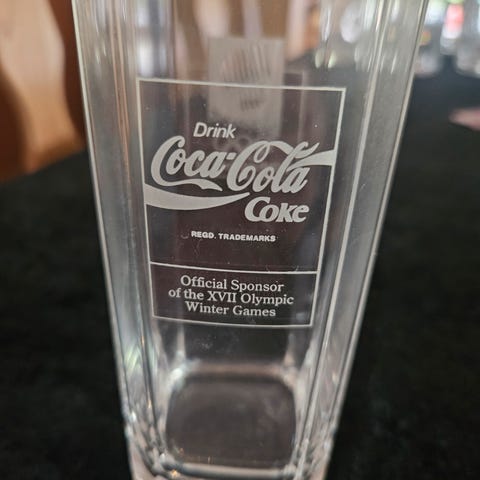 Drink
Coca-Cola
Coke
REGD. TRADEMARKS
Official Sponsor
of the XVII Olympic
Winter Games